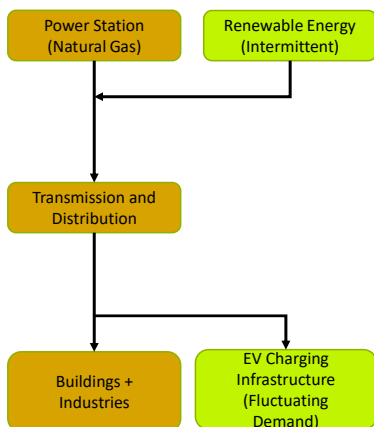 Power Station
(Natural Gas)
Renewable Energy
(Intermittent)
Transmission and
Distribution
Buildings +
Industries
EV Charging
Infrastructure
(Fluctuating
Demand)